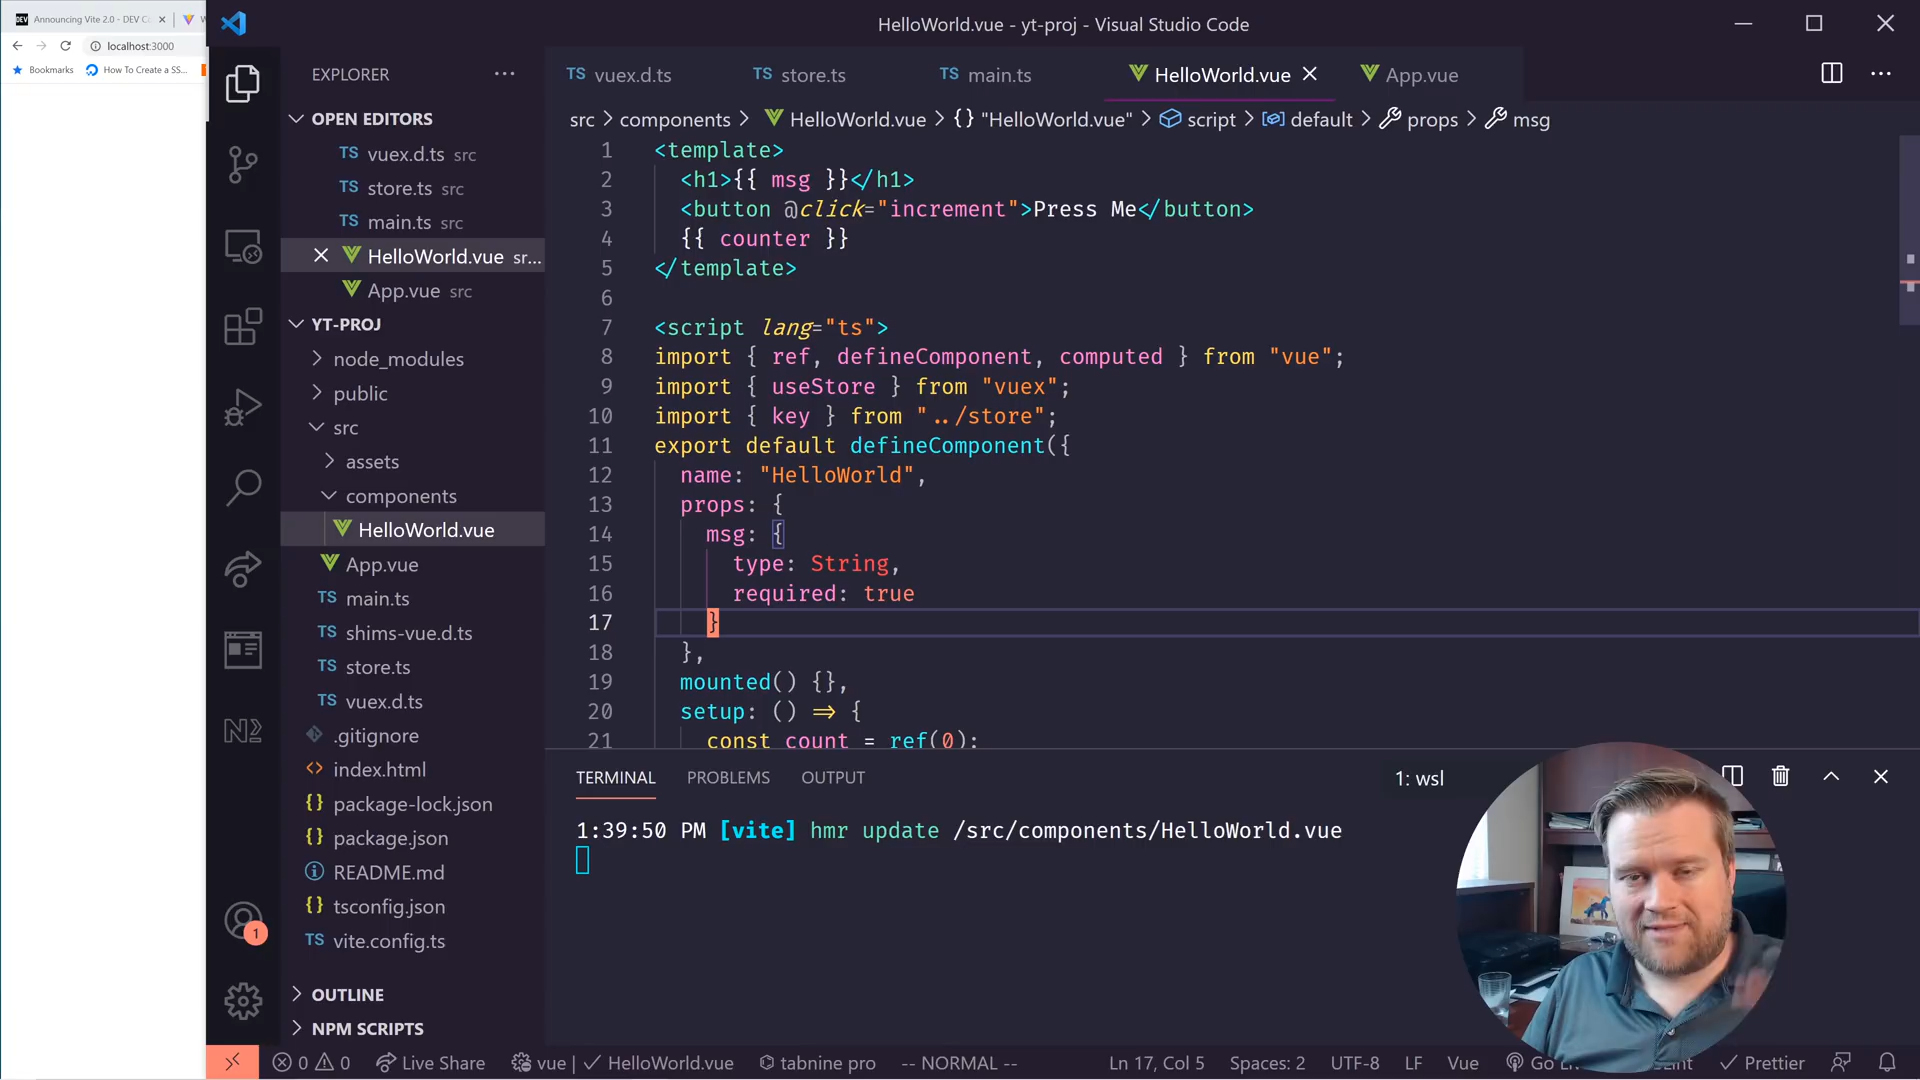 Announcing Vite 2.0 - DEV C
localhost:3000
Bookmarks
How To Create a SS...
HelloWorld.vue - yt-proj - Visual Studio Code
EXPLORER
OPEN EDITORS
TS vuex.d.ts src
TS store.ts src
TS main.ts src
HelloWorld.vue sr...
App.vue src
YT-PROJ
node_modules
public
src
assets
components
HelloWorld.vue
App.vue
TS main.ts
TS shims-vue.d.ts
TS store.ts
TS vuex.d.ts
.gitignore
index.html
package-lock.json
package.json
README.md
tsconfig.json
TS vite.config.ts
OUTLINE
NPM SCRIPTS
1
TS vuex.d.ts
TS store.ts
TS main.ts
HelloWorld.vue
App.vue
src > components > HelloWorld.vue > {} "HelloWorld.vue" > script > default > props > msg
1 <template>
2 <h1>{{ msg }}</h1>
3 <button @click="increment">Press Me</button>
4 {{ counter }}
5 </template>
6
7 <script lang="ts">
8 import { ref, defineComponent, computed } from "vue";
9 import { useStore } from "vuex";
10 import { key } from "../store";
11 export default defineComponent({
12 name: "HelloWorld",
13 props: {
14 msg: {
15 type: String,
16 required: true
17 }
18 },
19 mounted() {},
20 setup: () => {
21 const count = ref(0);
TERMINAL
PROBLEMS
OUTPUT
1: wsl
1:39:50 PM [vite] hmr update /src/components/HelloWorld.vue
0
0
Live Share
vue | ✓ HelloWorld.vue
tabnine pro
-- NORMAL --
Ln 17, Col 5
Spaces: 2
UTF-8
LF
Vue
Prettier